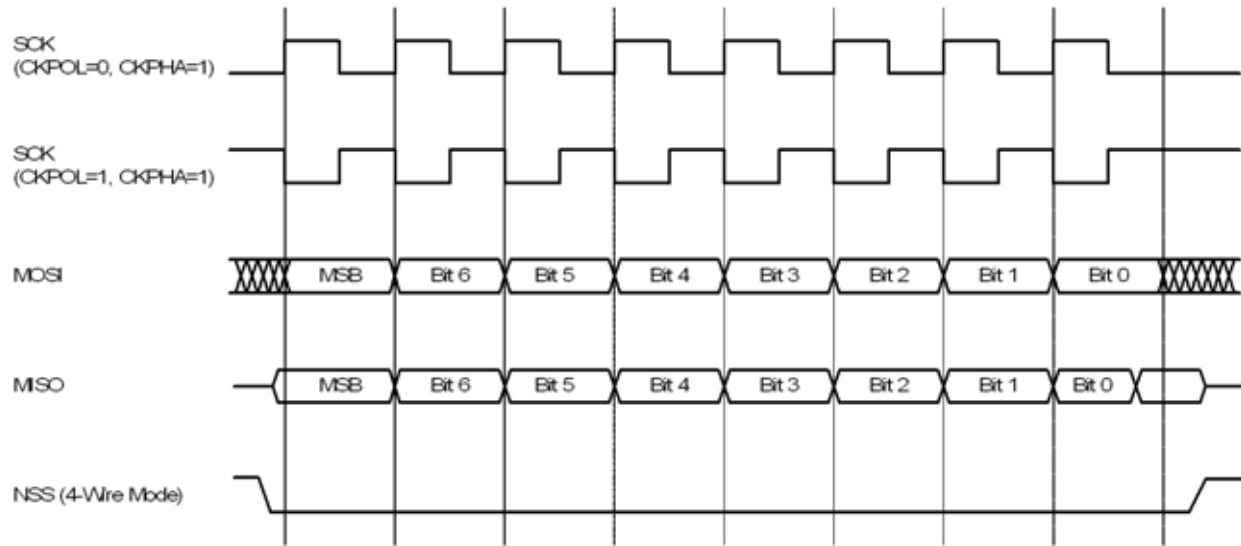 SCK
(CKPOL=0, CKPHA=1)
SCK
(CKPOL=1, CKPHA=1)
MOSI MSB Bit 6 Bit 5 Bit 4 Bit 3 Bit 2 Bit 1 Bit 0
MISO MSB Bit 6 Bit 5 Bit 4 Bit 3 Bit 2 Bit 1 Bit 0
NSS (4-Wire Mode)